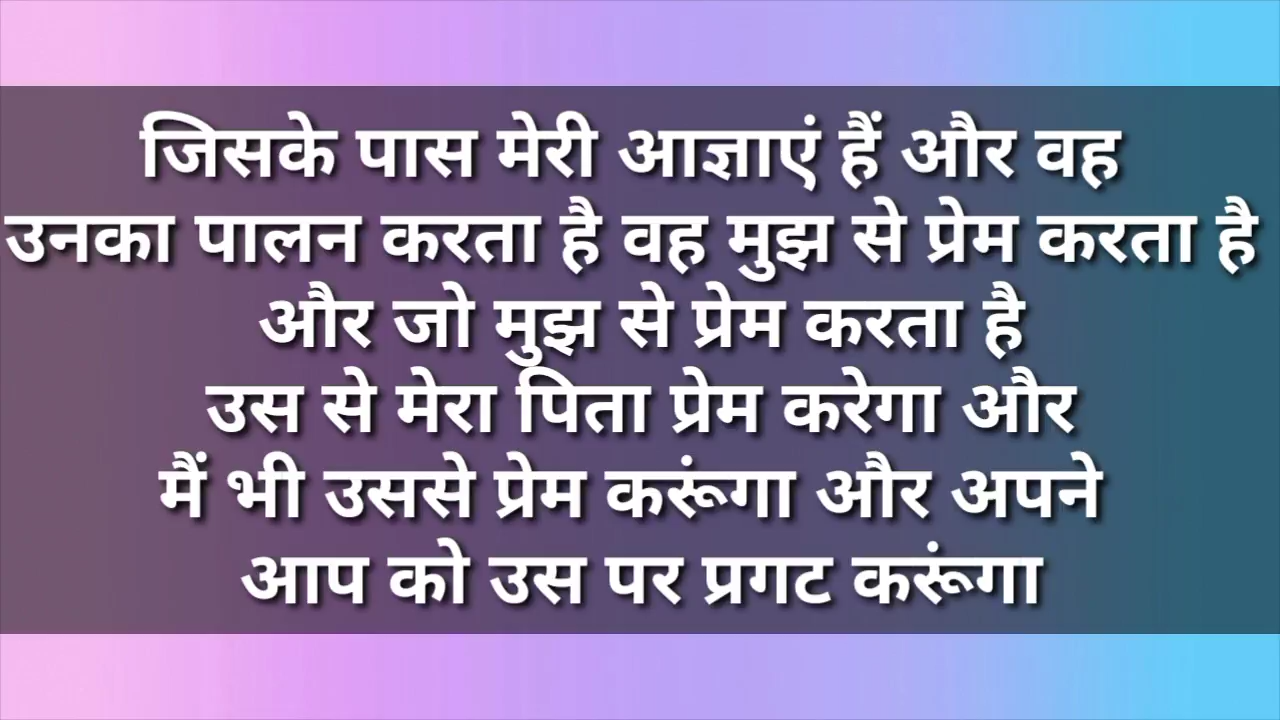 जिसके पास मेरी आज्ञाएं हैं और वह
उनका पालन करता है वह मुझ से प्रेम करता है
और जो मुझ से प्रेम करता है
उस से मेरा पिता प्रेम करेगा और
मैं भी उससे प्रेम करूंगा और अपने
आप को उस पर प्रगट करूंगा